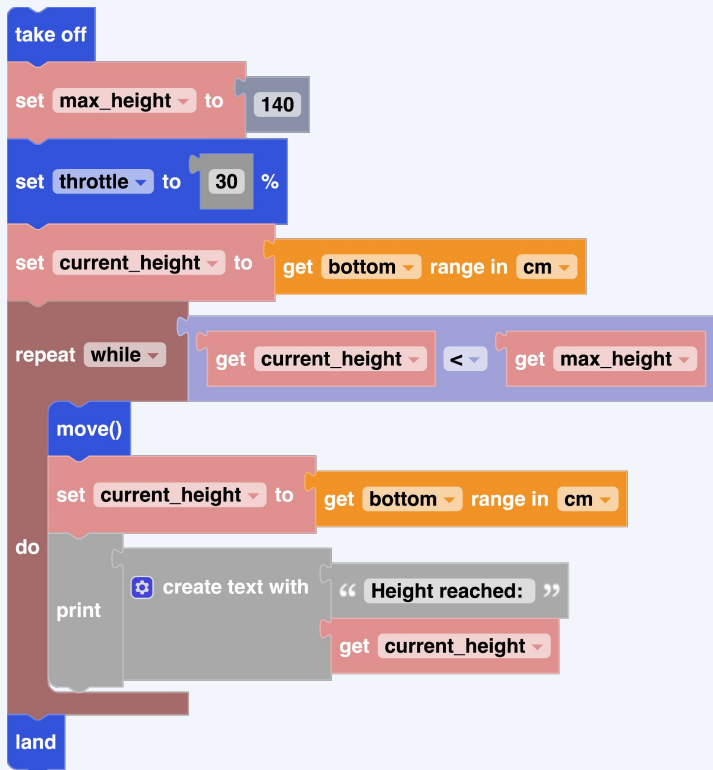 take off
set max_height to 140
set throttle to 30 %
set current_height to get bottom range in cm
repeat while get current_height < get max_height
move()
set current_height to get bottom range in cm
do
print create text with “ Height reached: ”
get current_height
land